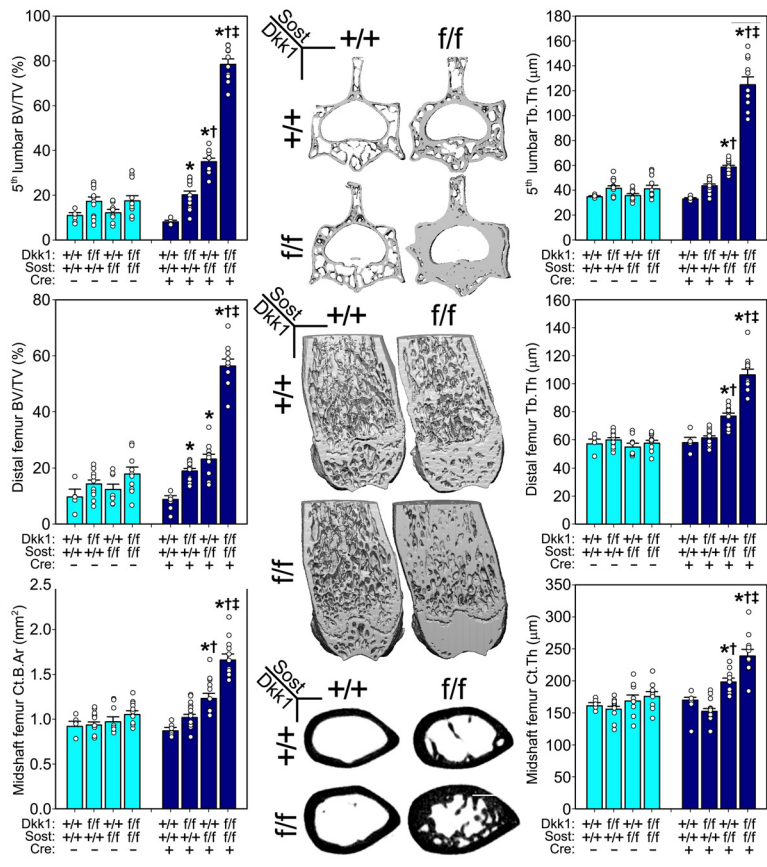 5th lumbar BV/TV (%)
100
80
60
40
20
0
*
*†
*†‡
Dkk1: +/+ f/f +/+ f/f +/+ f/f +/+ f/f
Sost: +/+ +/+ f/f f/f +/+ +/+ f/f f/f
Cre: – – – – + + + +
Sost
Dkk1
+/+ f/f
+/+
f/f
5th lumbar Tb.Th (μm)
180
160
140
120
100
80
60
40
20
0
*†
*†‡
Dkk1: +/+ f/f +/+ f/f +/+ f/f +/+ f/f
Sost: +/+ +/+ f/f f/f +/+ +/+ f/f f/f
Cre: – – – – + + + +
Distal femur BV/TV (%)
80
60
40
20
0
*
*
*†‡
Dkk1: +/+ f/f +/+ f/f +/+ f/f +/+ f/f
Sost: +/+ +/+ f/f f/f +/+ +/+ f/f f/f
Cre: – – – – + + + +
Sost
Dkk1
+/+ f/f
+/+
f/f
Distal femur Tb.Th (μm)
160
140
120
100
80
60
40
20
0
*†
*†‡
Dkk1: +/+ f/f +/+ f/f +/+ f/f +/+ f/f
Sost: +/+ +/+ f/f f/f +/+ +/+ f/f f/f
Cre: – – – – + + + +
Midshaft femur Ct.B.Ar (mm²)
2.5
2.0
1.5
1.0
0.5
0.0
*†
*†‡
Dkk1: +/+ f/f +/+ f/f +/+ f/f +/+ f/f
Sost: +/+ +/+ f/f f/f +/+ +/+ f/f f/f
Cre: – – – – + + + +
Sost
Dkk1
+/+ f/f
+/+
f/f
Midshaft femur Ct.Th (μm)
350
300
250
200
150
100
50
0
*†
*†‡
Dkk1: +/+ f/f +/+ f/f +/+ f/f +/+ f/f
Sost: +/+ +/+ f/f f/f +/+ +/+ f/f f/f
Cre: – – – – + + + +